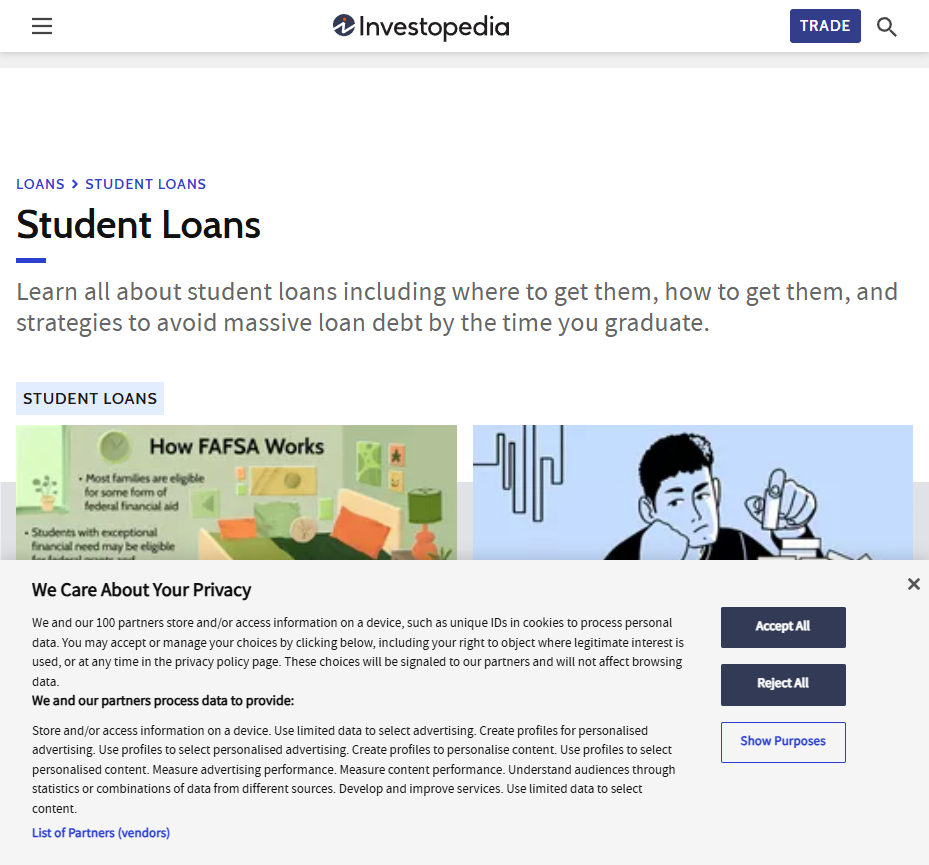 Investopedia
TRADE
LOANS > STUDENT LOANS
Student Loans
Learn all about student loans including where to get them, how to get them, and
strategies to avoid massive loan debt by the time you graduate.
STUDENT LOANS
How FAFSA Works
• Most families are eligible
for some form of
federal financial aid
• Students with exceptional
financial need may be eligible
for federal grants and
We Care About Your Privacy
We and our 100 partners store and/or access information on a device, such as unique IDs in cookies to process personal
data. You may accept or manage your choices by clicking below, including your right to object where legitimate interest is
used, or at any time in the privacy policy page. These choices will be signaled to our partners and will not affect browsing
data.
We and our partners process data to provide:
Store and/or access information on a device. Use limited data to select advertising. Create profiles for personalised
advertising. Use profiles to select personalised advertising. Create profiles to personalise content. Use profiles to select
personalised content. Measure advertising performance. Measure content performance. Understand audiences through
statistics or combinations of data from different sources. Develop and improve services. Use limited data to select
content.
List of Partners (vendors)
Accept All
Reject All
Show Purposes